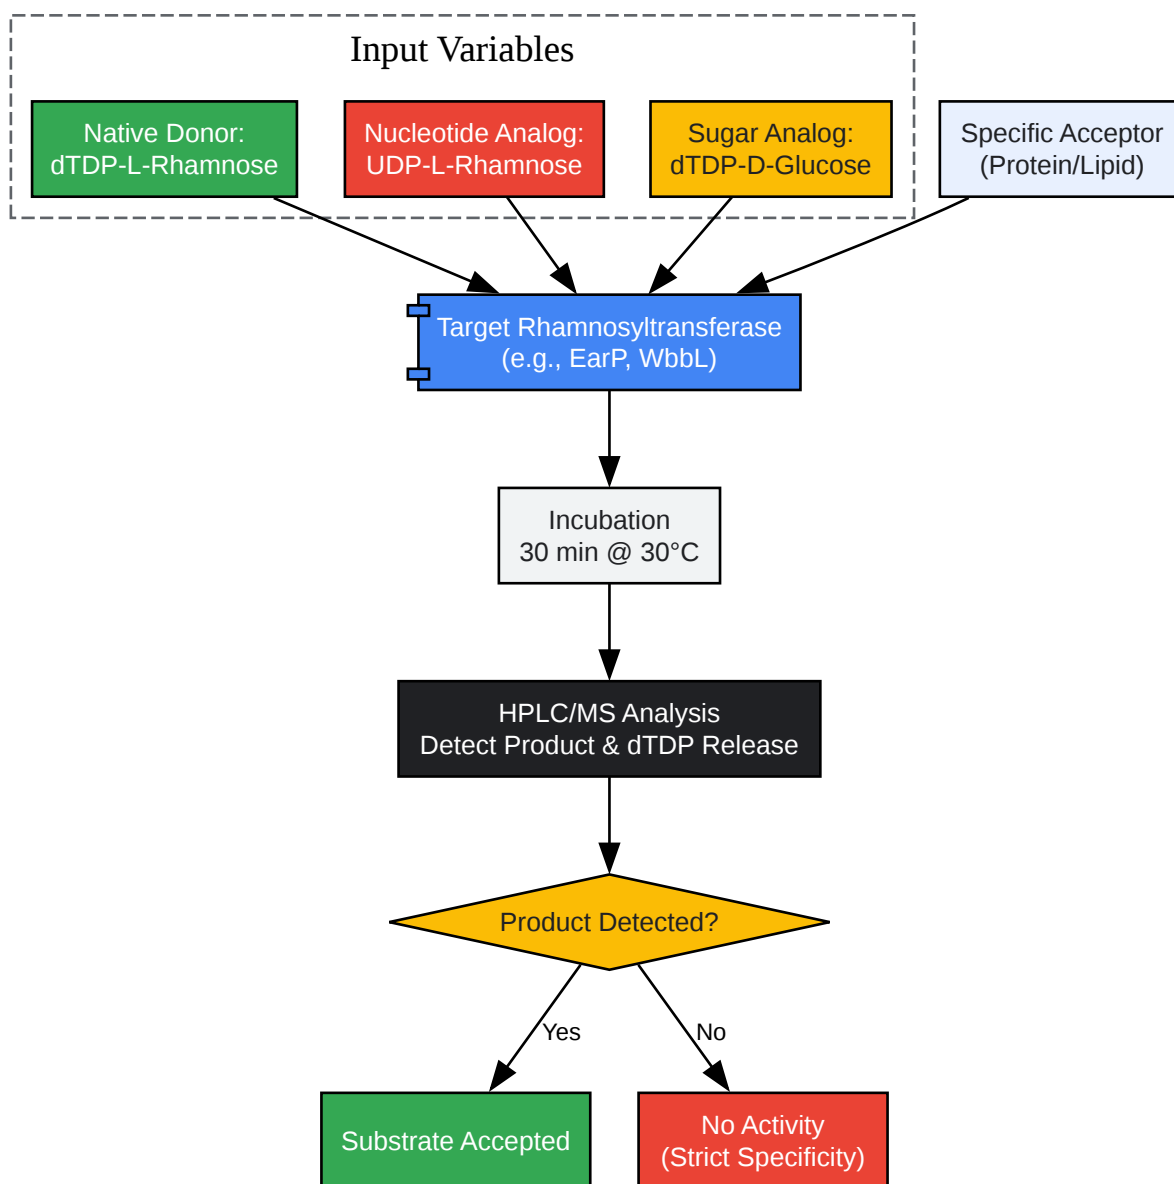 Input Variables
Native Donor:
dTDP-L-Rhamnose
Nucleotide Analog:
UDP-L-Rhamnose
Sugar Analog:
dTDP-D-Glucose
Specific Acceptor
(Protein/Lipid)
Target Rhamnosyltransferase
(e.g., EarP, WbbL)
Incubation
30 min @ 30°C
HPLC/MS Analysis
Detect Product & dTDP Release
Product Detected?
Yes
No
Substrate Accepted
No Activity
(Strict Specificity)